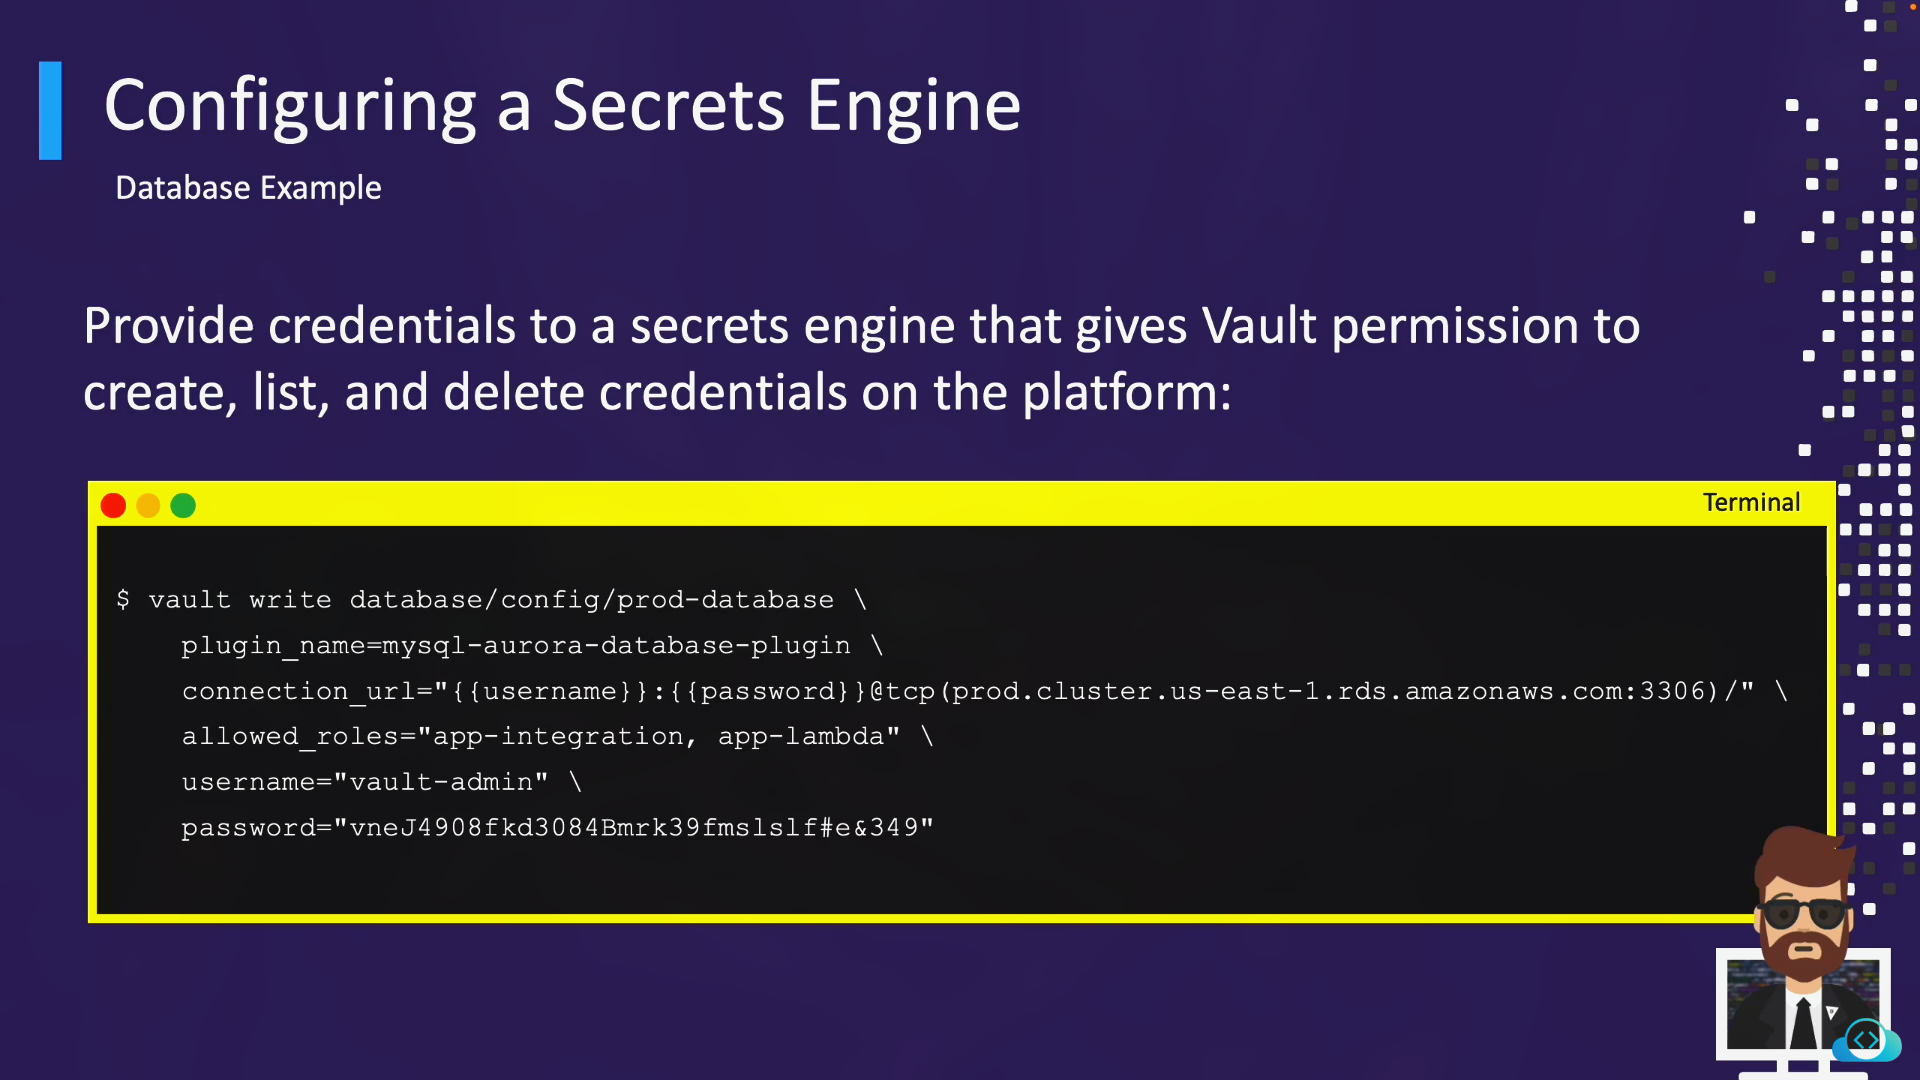 Configuring a Secrets Engine
Database Example
Provide credentials to a secrets engine that gives Vault permission to
create, list, and delete credentials on the platform:
Terminal
$ vault write database/config/prod-database \
plugin_name=mysql-aurora-database-plugin \
connection_url="{{username}}:{{password}}@tcp(prod.cluster.us-east-1.rds.amazonaws.com:3306)/" \
allowed_roles="app-integration, app-lambda" \
username="vault-admin" \
password="vneJ4908fkd3084Bmrk39fmslslf#e&349"